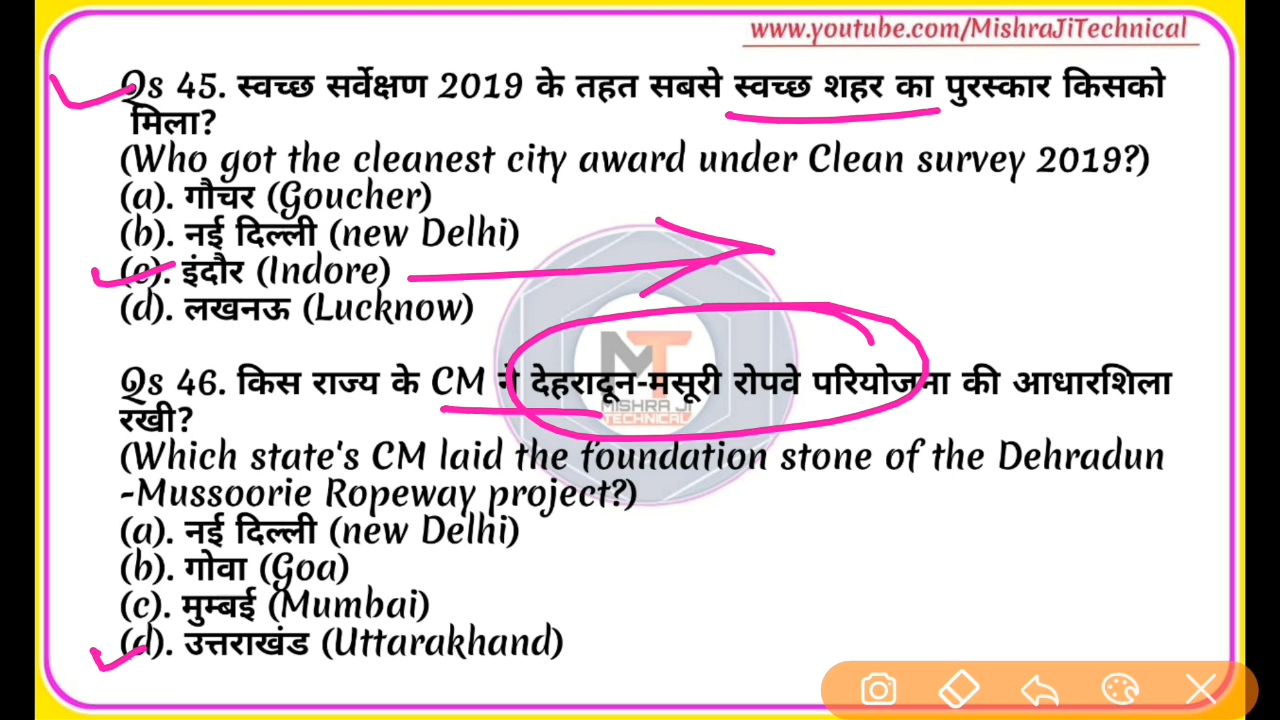 www.youtube.com/MishraJiTechnical
Qs 45. स्वच्छ सर्वेक्षण 2019 के तहत सबसे स्वच्छ शहर का पुरस्कार किसको
मिला?
(Who got the cleanest city award under Clean survey 2019?)
(a). गौचर (Goucher)
(b). नई दिल्ली (new Delhi)
(c). इंदौर (Indore)
(d). लखनऊ (Lucknow)
MT
Qs 46. किस राज्य के CM ने देहरादून-मसूरी रोपवे परियोजना की आधारशिला
MISHRA JI
TECHNICAL
रखी?
(Which state's CM laid the foundation stone of the Dehradun
-Mussoorie Ropeway project?)
(a). नई दिल्ली (new Delhi)
(b). गोवा (Goa)
(c). मुम्बई (Mumbai)
(d). उत्तराखंड (Uttarakhand)